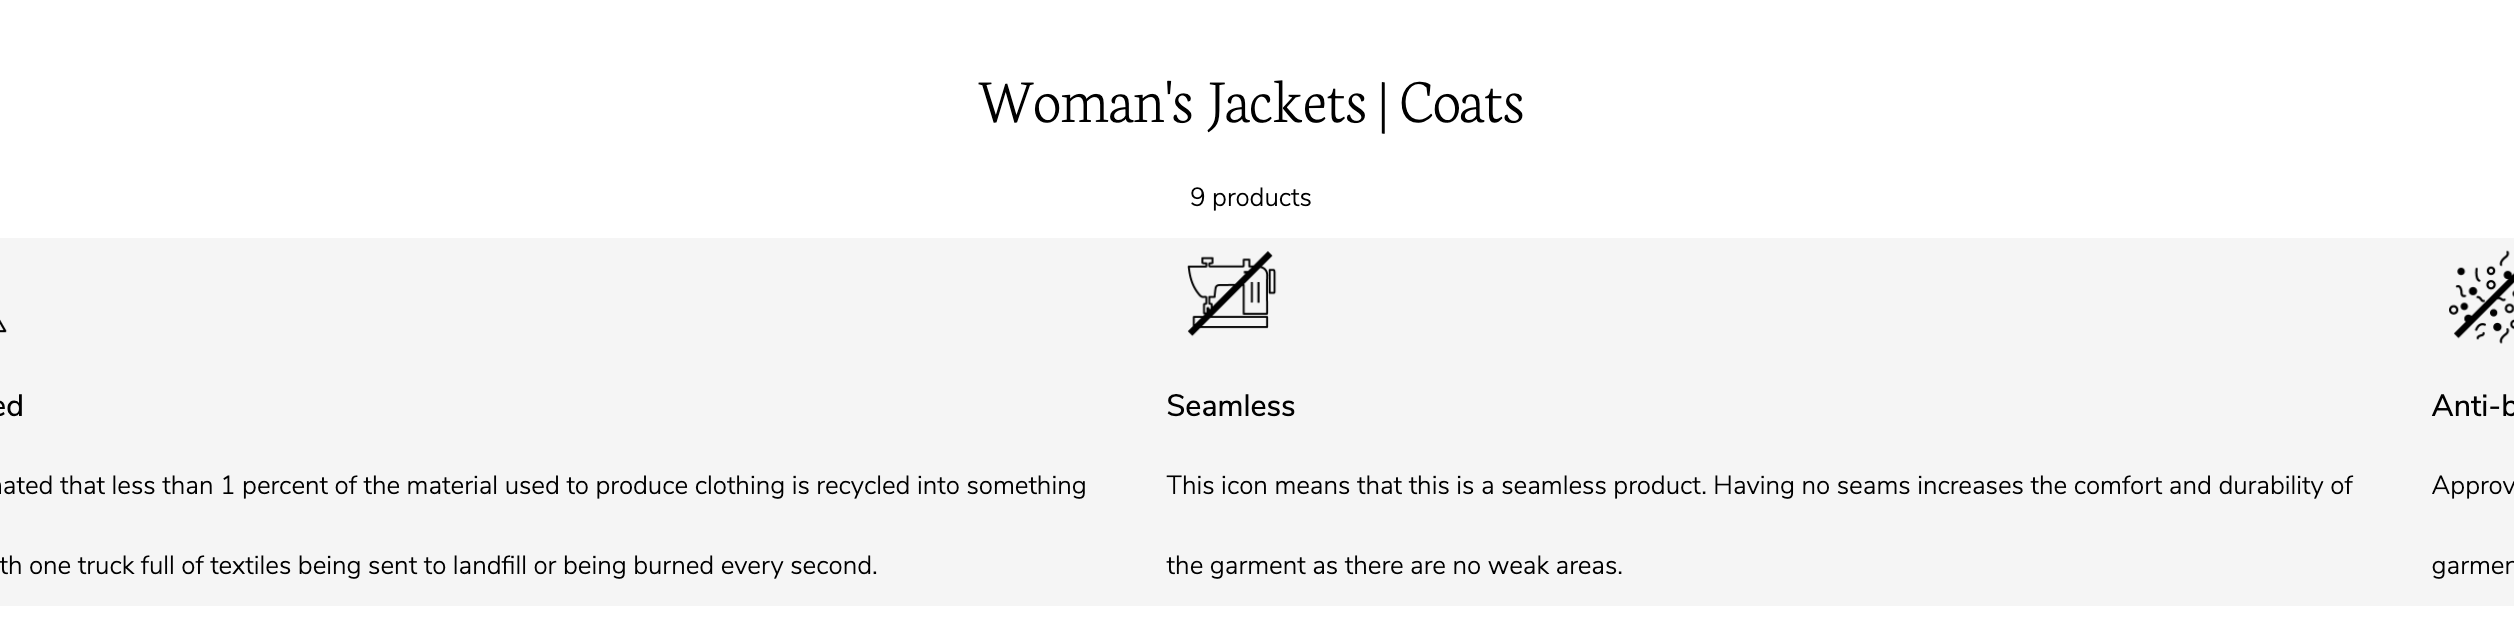 Woman's Jackets | Coats
9 products
ed
ated that less than 1 percent of the material used to produce clothing is recycled into something
th one truck full of textiles being sent to landfill or being burned every second.
Seamless
This icon means that this is a seamless product. Having no seams increases the comfort and durability of
the garment as there are no weak areas.
Anti-b
Approv
garmen